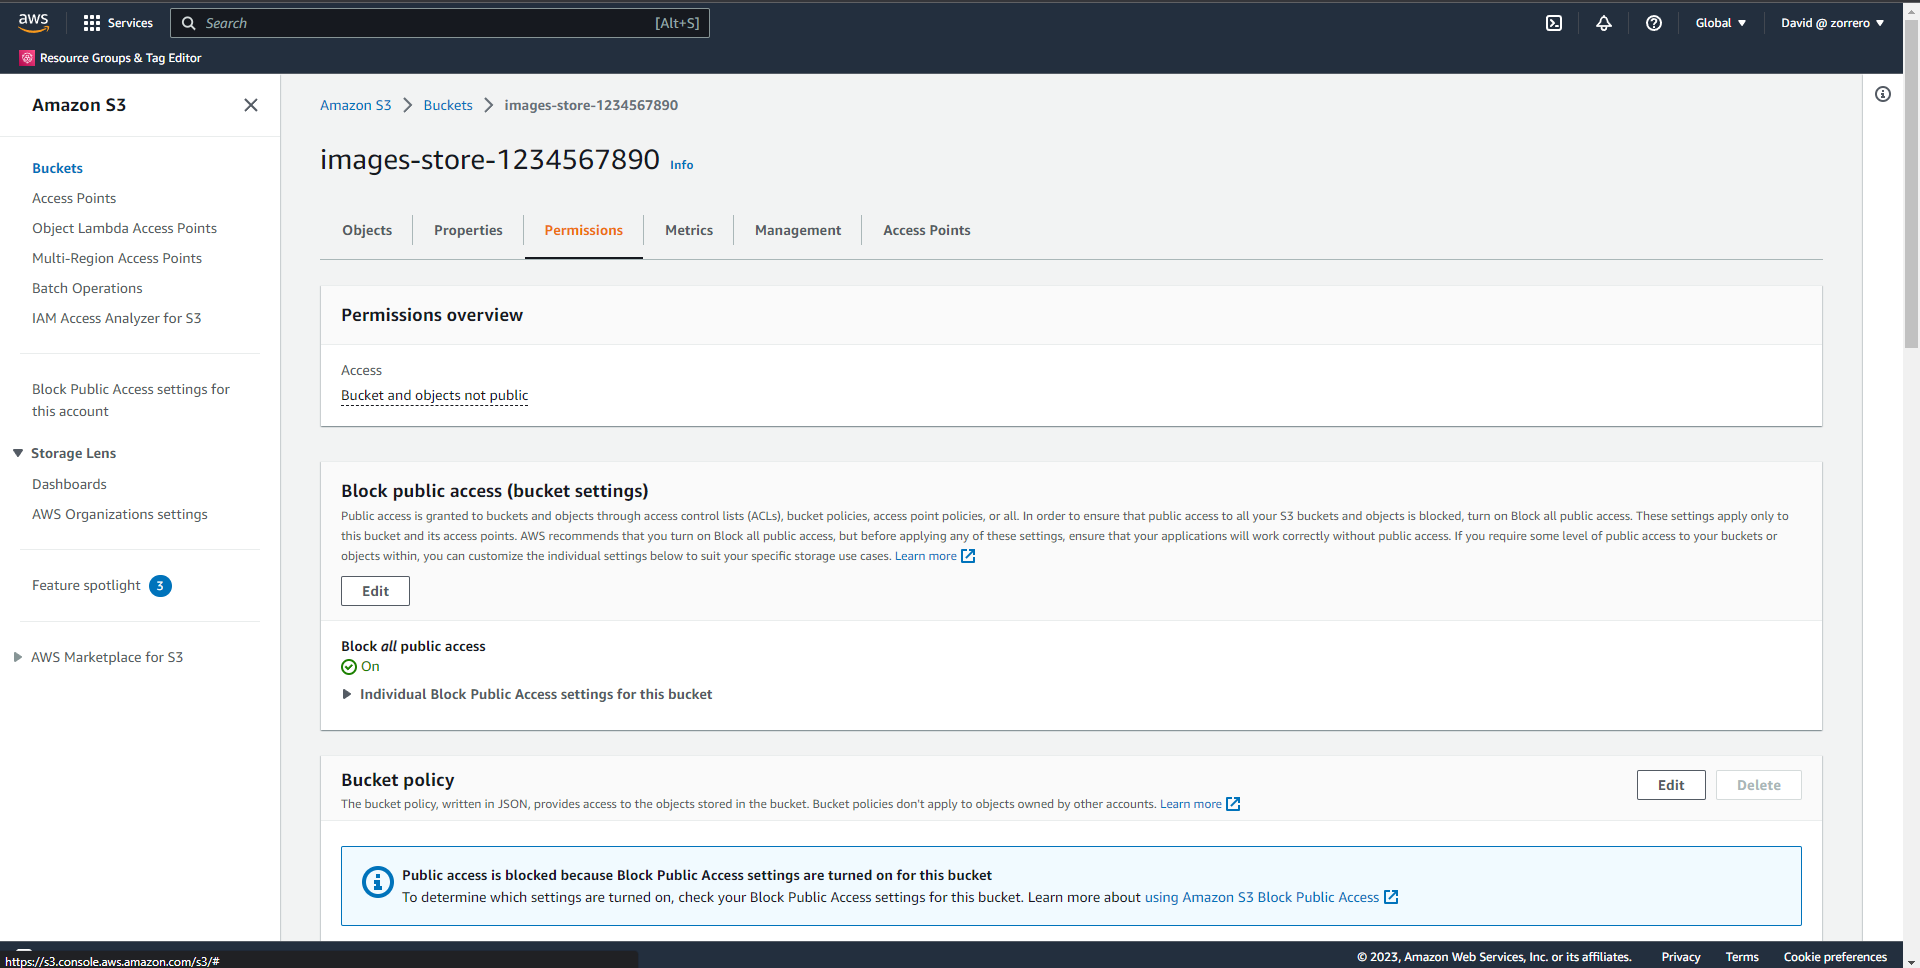 aws
Services
Search
[Alt+S]
Global
David @ zorrero
Resource Groups & Tag Editor
Amazon S3
Buckets
Access Points
Object Lambda Access Points
Multi-Region Access Points
Batch Operations
IAM Access Analyzer for S3
Block Public Access settings for
this account
Storage Lens
Dashboards
AWS Organizations settings
Feature spotlight 3
AWS Marketplace for S3
Amazon S3 > Buckets > images-store-1234567890
images-store-1234567890 Info
Objects
Properties
Permissions
Metrics
Management
Access Points
Permissions overview
Access
Bucket and objects not public
Block public access (bucket settings)
Public access is granted to buckets and objects through access control lists (ACLs), bucket policies, access point policies, or all. In order to ensure that public access to all your S3 buckets and objects is blocked, turn on Block all public access. These settings apply only to
this bucket and its access points. AWS recommends that you turn on Block all public access, but before applying any of these settings, ensure that your applications will work correctly without public access. If you require some level of public access to your buckets or
objects within, you can customize the individual settings below to suit your specific storage use cases. Learn more
Edit
Block all public access
On
Individual Block Public Access settings for this bucket
Bucket policy
The bucket policy, written in JSON, provides access to the objects stored in the bucket. Bucket policies don't apply to objects owned by other accounts. Learn more
Edit
Delete
Public access is blocked because Block Public Access settings are turned on for this bucket
To determine which settings are turned on, check your Block Public Access settings for this bucket. Learn more about using Amazon S3 Block Public Access
https://s3.console.aws.amazon.com/s3/#
© 2023, Amazon Web Services, Inc. or its affiliates.
Privacy
Terms
Cookie preferences